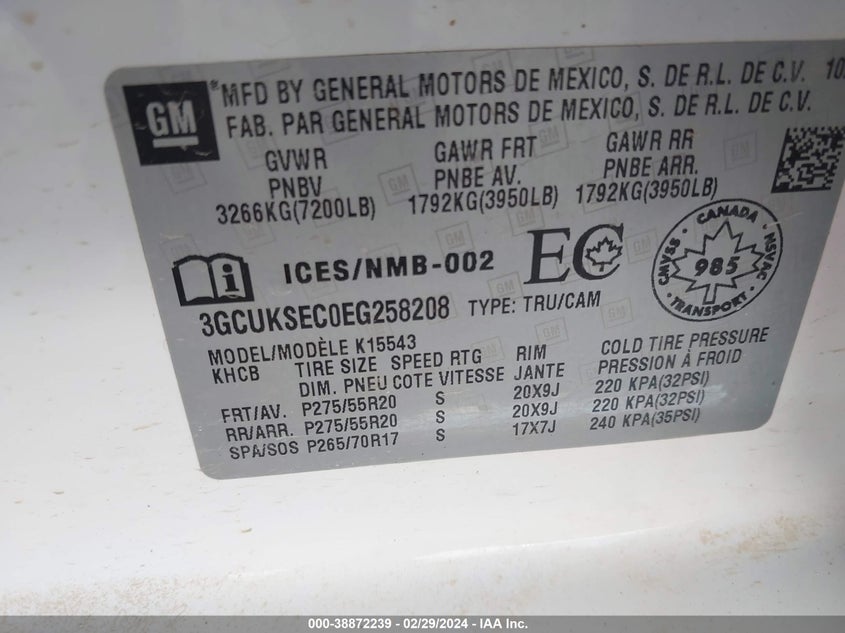 GM
*MFD BY GENERAL MOTORS DE MEXICO, S. DE R.L. DE C.V. 10
FAB. PAR GENERAL MOTORS DE MEXICO, S. DE R.L. DE C.V.
GVWR GAWR FRT GAWR RR
PNBV PNBE AV. PNBE ARR.
3266KG(7200LB) 1792KG(3950LB) 1792KG(3950LB)
i ICES/NMB-002 EC
CANADA
CMVSS 985 NSVAC
TRANSPORT
3GCUKSEC0EG258208 TYPE: TRU/CAM
MODEL/MODÈLE K15543
KHCB TIRE SIZE SPEED RTG RIM COLD TIRE PRESSURE
DIM. PNEU COTE VITESSE JANTE PRESSION À FROID
FRT/AV. P275/55R20 S 20X9J 220 KPA(32PSI)
RR/ARR. P275/55R20 S 20X9J 220 KPA(32PSI)
SPA/SOS P265/70R17 S 17X7J 240 KPA(35PSI)
000-38872239 - 02/29/2024 - IAA Inc.